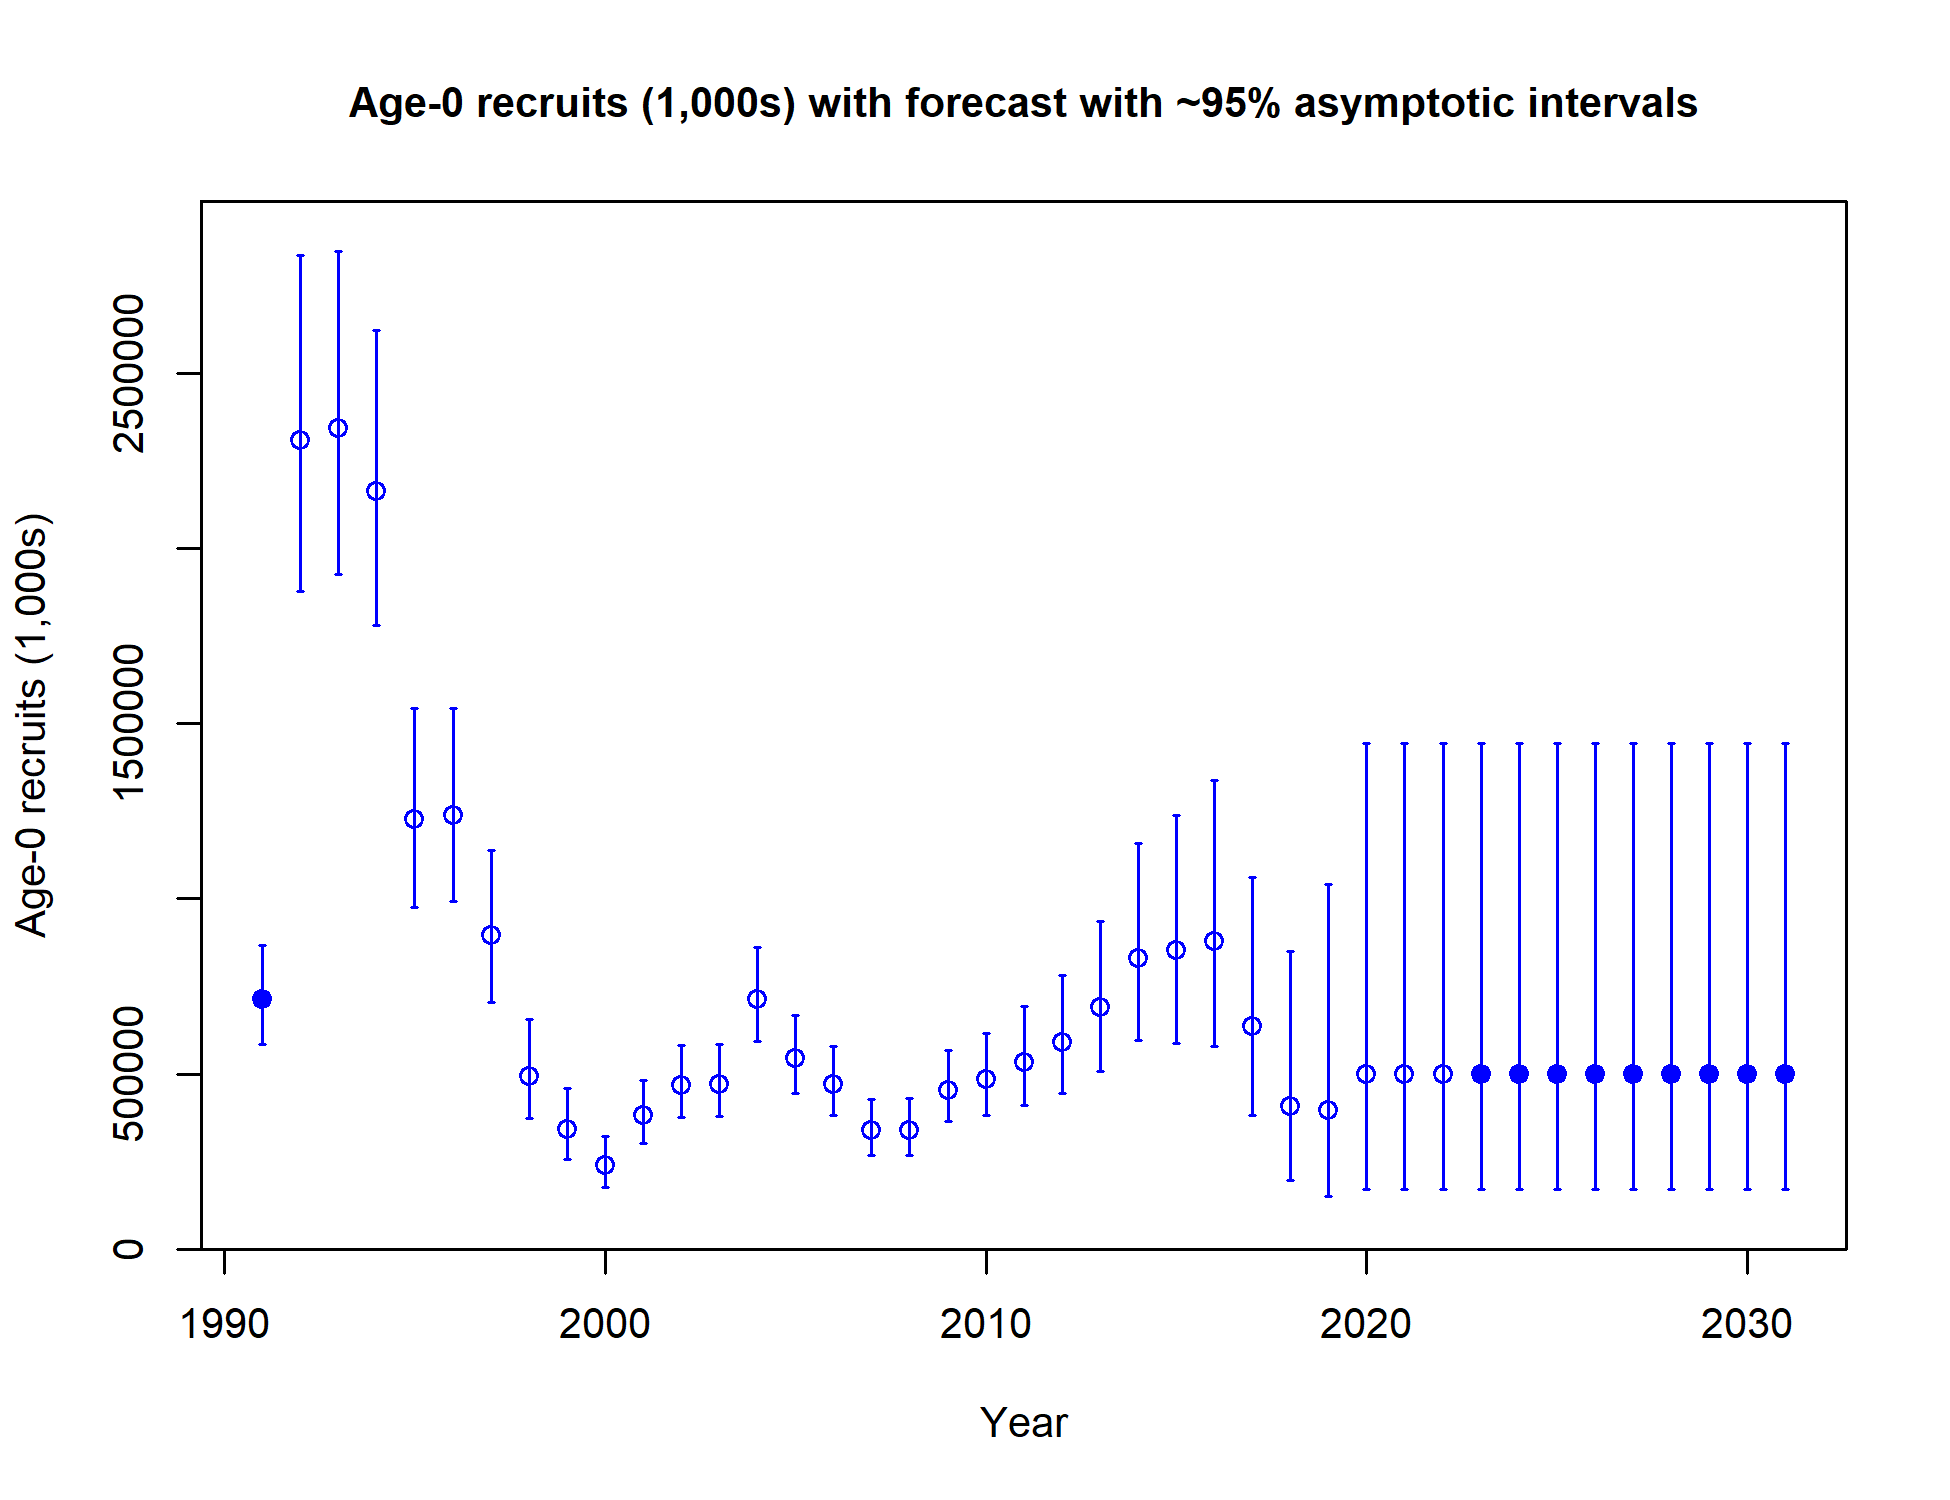 Age-0 recruits (1,000s) with forecast with ~95% asymptotic intervals
Age-0 recruits (1,000s)
2500000
1500000
500000
0
1990 2000 2010 2020 2030
Year